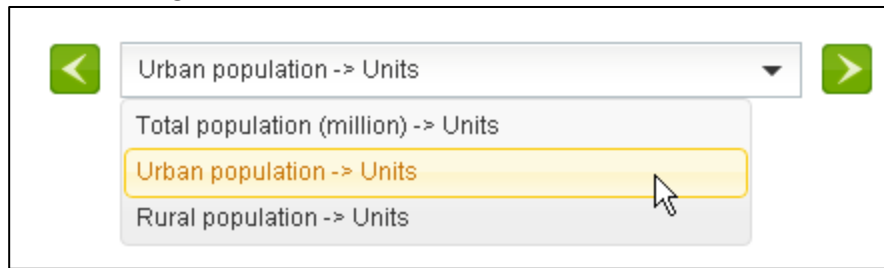 Urban population -> Units
Total population (million) -> Units
Urban population -> Units
Rural population -> Units